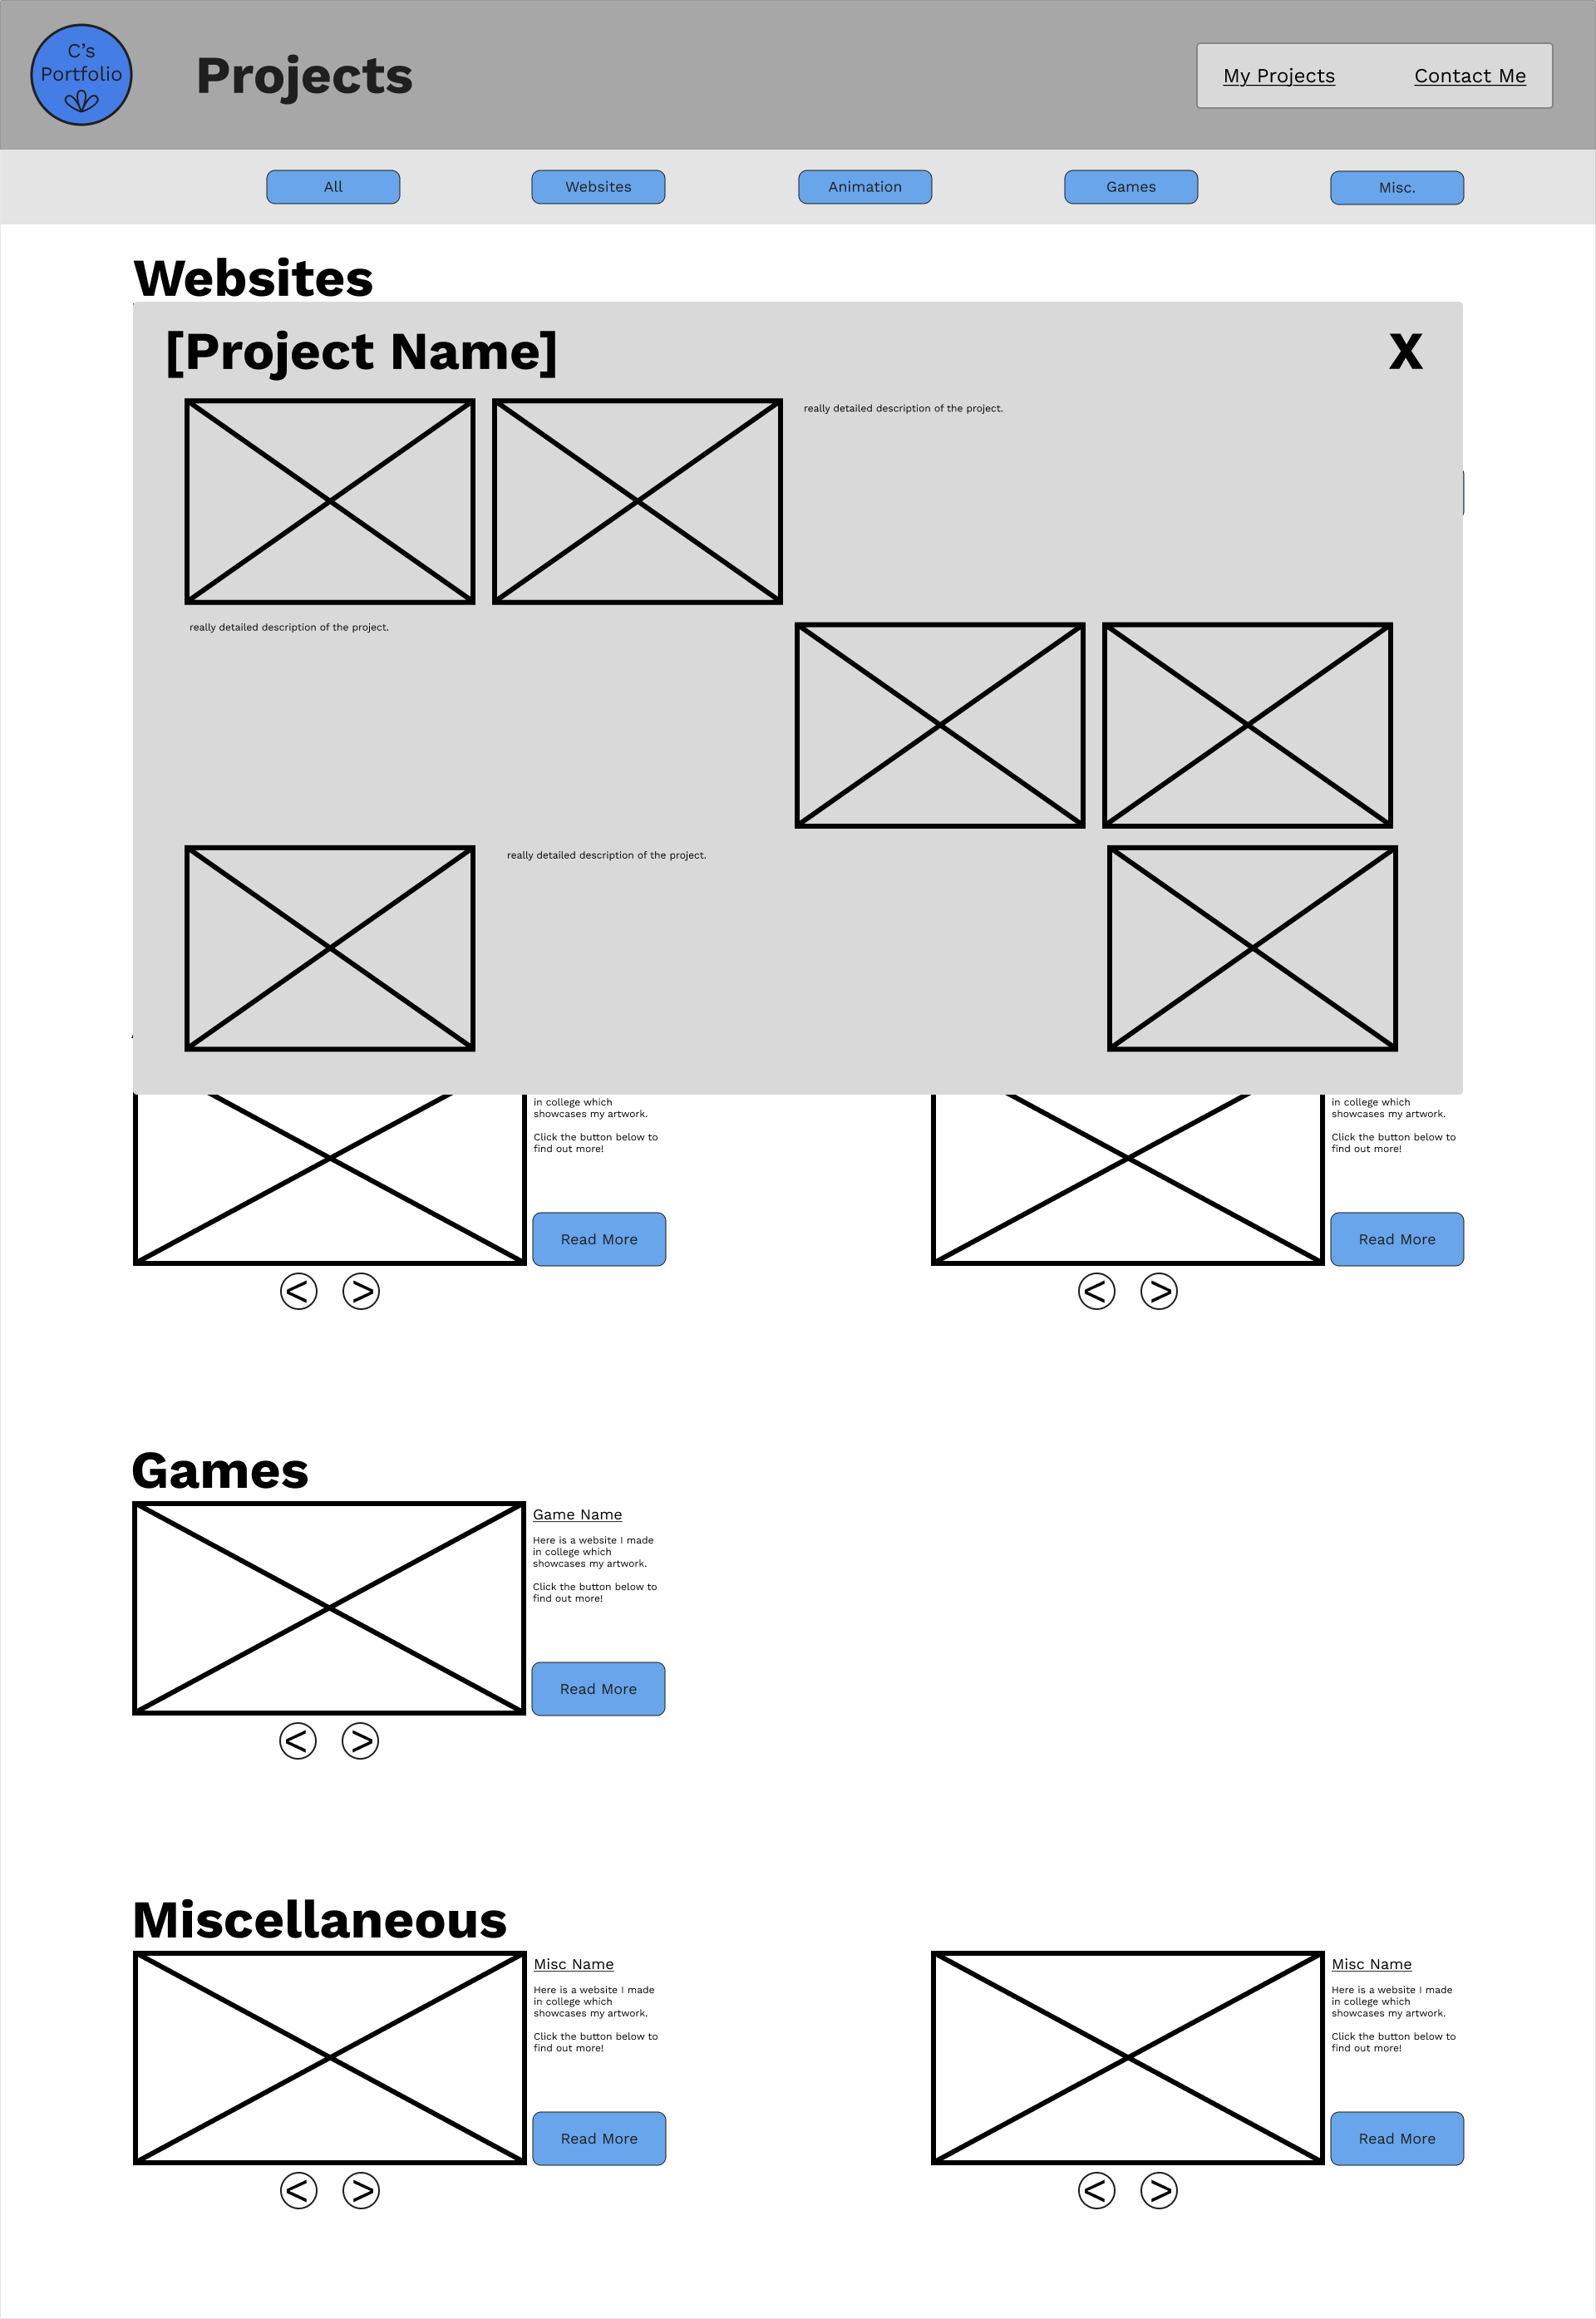 C's
Portfolio
Projects
My Projects
Contact Me
All
Websites
Animation
Games
Misc.
Websites
[Project Name]
X
really detailed description of the project.
really detailed description of the project.
really detailed description of the project.
in college which
showcases my artwork.
Click the button below to
find out more!
Read More
< >
in college which
showcases my artwork.
Click the button below to
find out more!
Read More
< >
Games
Game Name
Here is a website I made
in college which
showcases my artwork.
Click the button below to
find out more!
Read More
< >
Miscellaneous
Misc Name
Here is a website I made
in college which
showcases my artwork.
Click the button below to
find out more!
Read More
< >
Misc Name
Here is a website I made
in college which
showcases my artwork.
Click the button below to
find out more!
Read More
< >